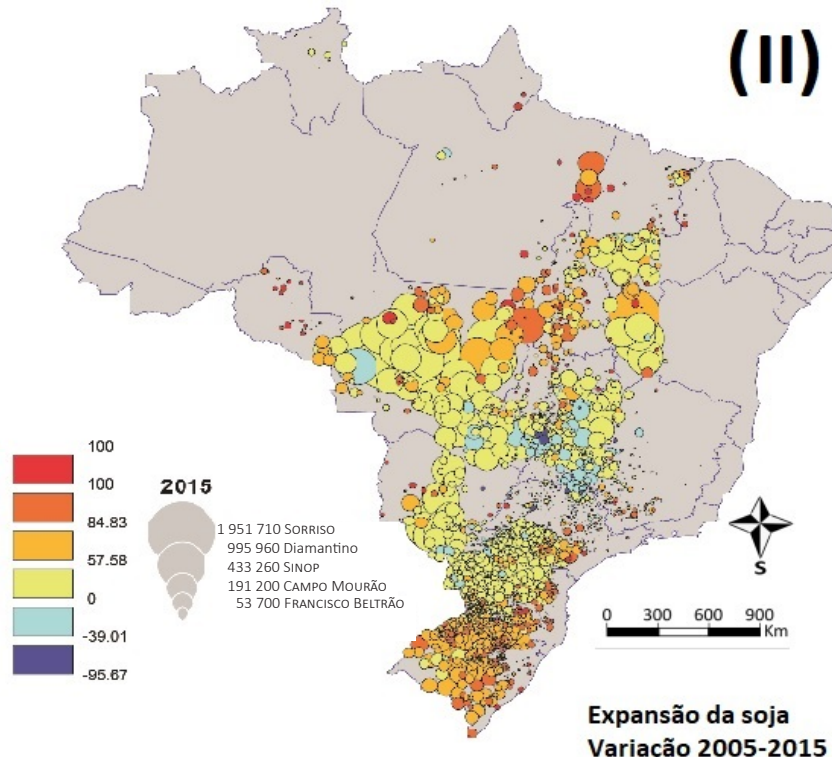 (II)
100
100
84.83
57.58
0
-39.01
-95.67
2015
1 951 710 SORRISO
995 960 Diamantino
433 260 SINOP
191 200 CAMPO MOURÃO
53 700 FRANCISCO BELTRÃO
S
0 300 600 900
Km
Expansão da soja
Variação 2005-2015